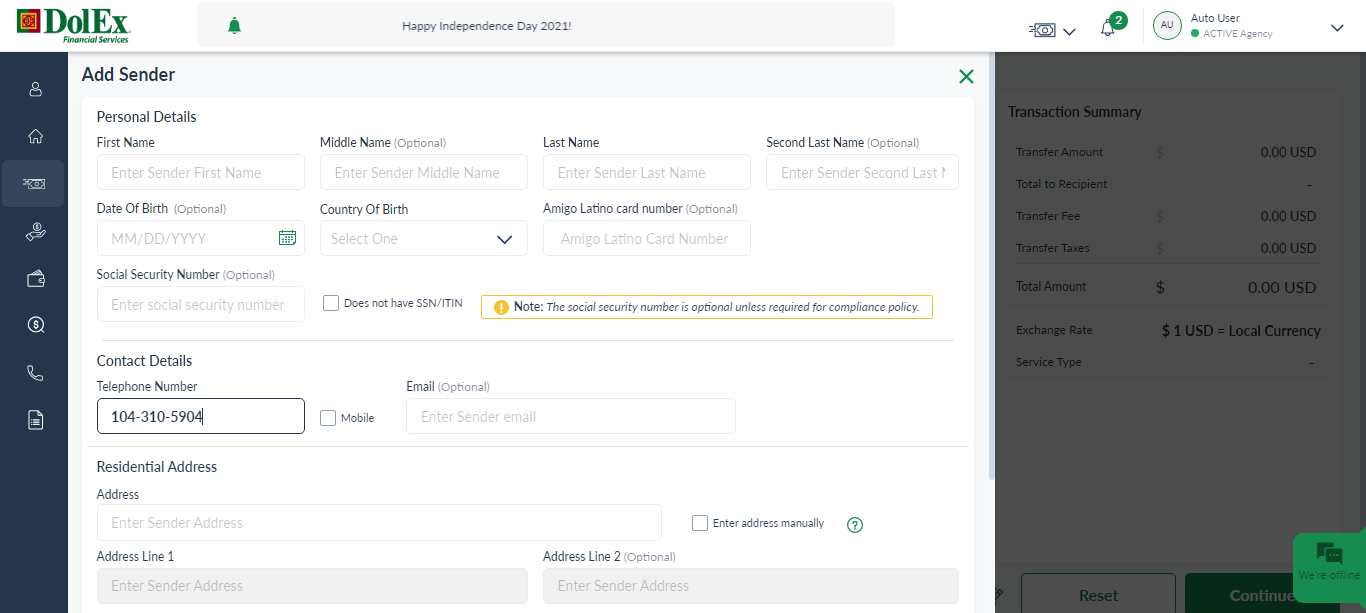 DolEx
Financial Services
Happy Independence Day 2021!
2
AU
Auto User
ACTIVE Agency
Add Sender
Personal Details
First Name
Middle Name (Optional)
Last Name
Second Last Name (Optional)
Enter Sender First Name
Enter Sender Middle Name
Enter Sender Last Name
Enter Sender Second Last N
Date Of Birth (Optional)
Country Of Birth
Amigo Latino card number (Optional)
MM/DD/YYYY
Select One
Amigo Latino Card Number
Social Security Number (Optional)
Enter social security number
Does not have SSN/ITIN
Note: The social security number is optional unless required for compliance policy.
Contact Details
Telephone Number
Email (Optional)
104-310-5904
Mobile
Enter Sender email
Residential Address
Address
Enter Sender Address
Enter address manually
?
Address Line 1
Address Line 2 (Optional)
Enter Sender Address
Enter Sender Address
Transaction Summary
Transfer Amount $ 0.00 USD
Total to Recipient -
Transfer Fee $ 0.00 USD
Transfer Taxes $ 0.00 USD
Total Amount $ 0.00 USD
Exchange Rate $ 1 USD = Local Currency
Service Type -
We're offline
Reset
Continue